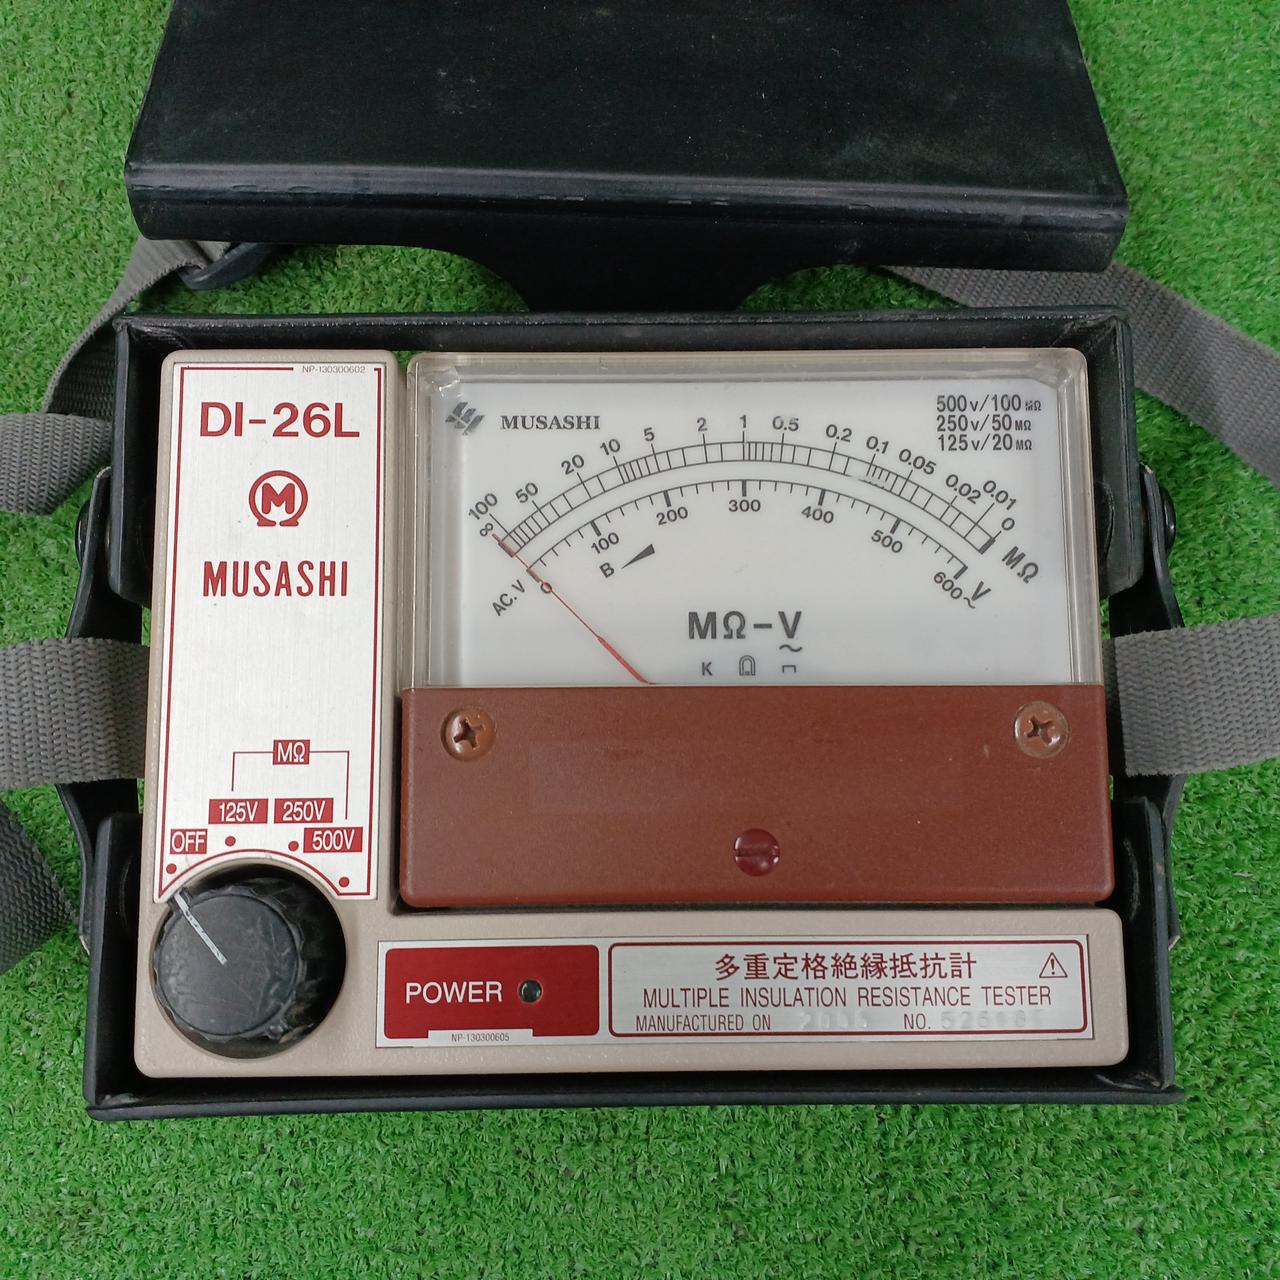 NP-130300602
DI-26L
M
MUSASHI
MΩ
125V 250V
OFF 500V
MUSASHI
500V/100MΩ
250V/50MΩ
125V/20MΩ
∞ 100 50 20 10 5 2 1 0.5 0.2 0.1 0.05 0.02 0.01 0 MΩ
AC.V 0 100 200 300 400 500 600~ V
B
MΩ-V
~
K
POWER
NP-130300605
多重定格絶縁抵抗計
MULTIPLE INSULATION RESISTANCE TESTER
MANUFACTURED ON NO.